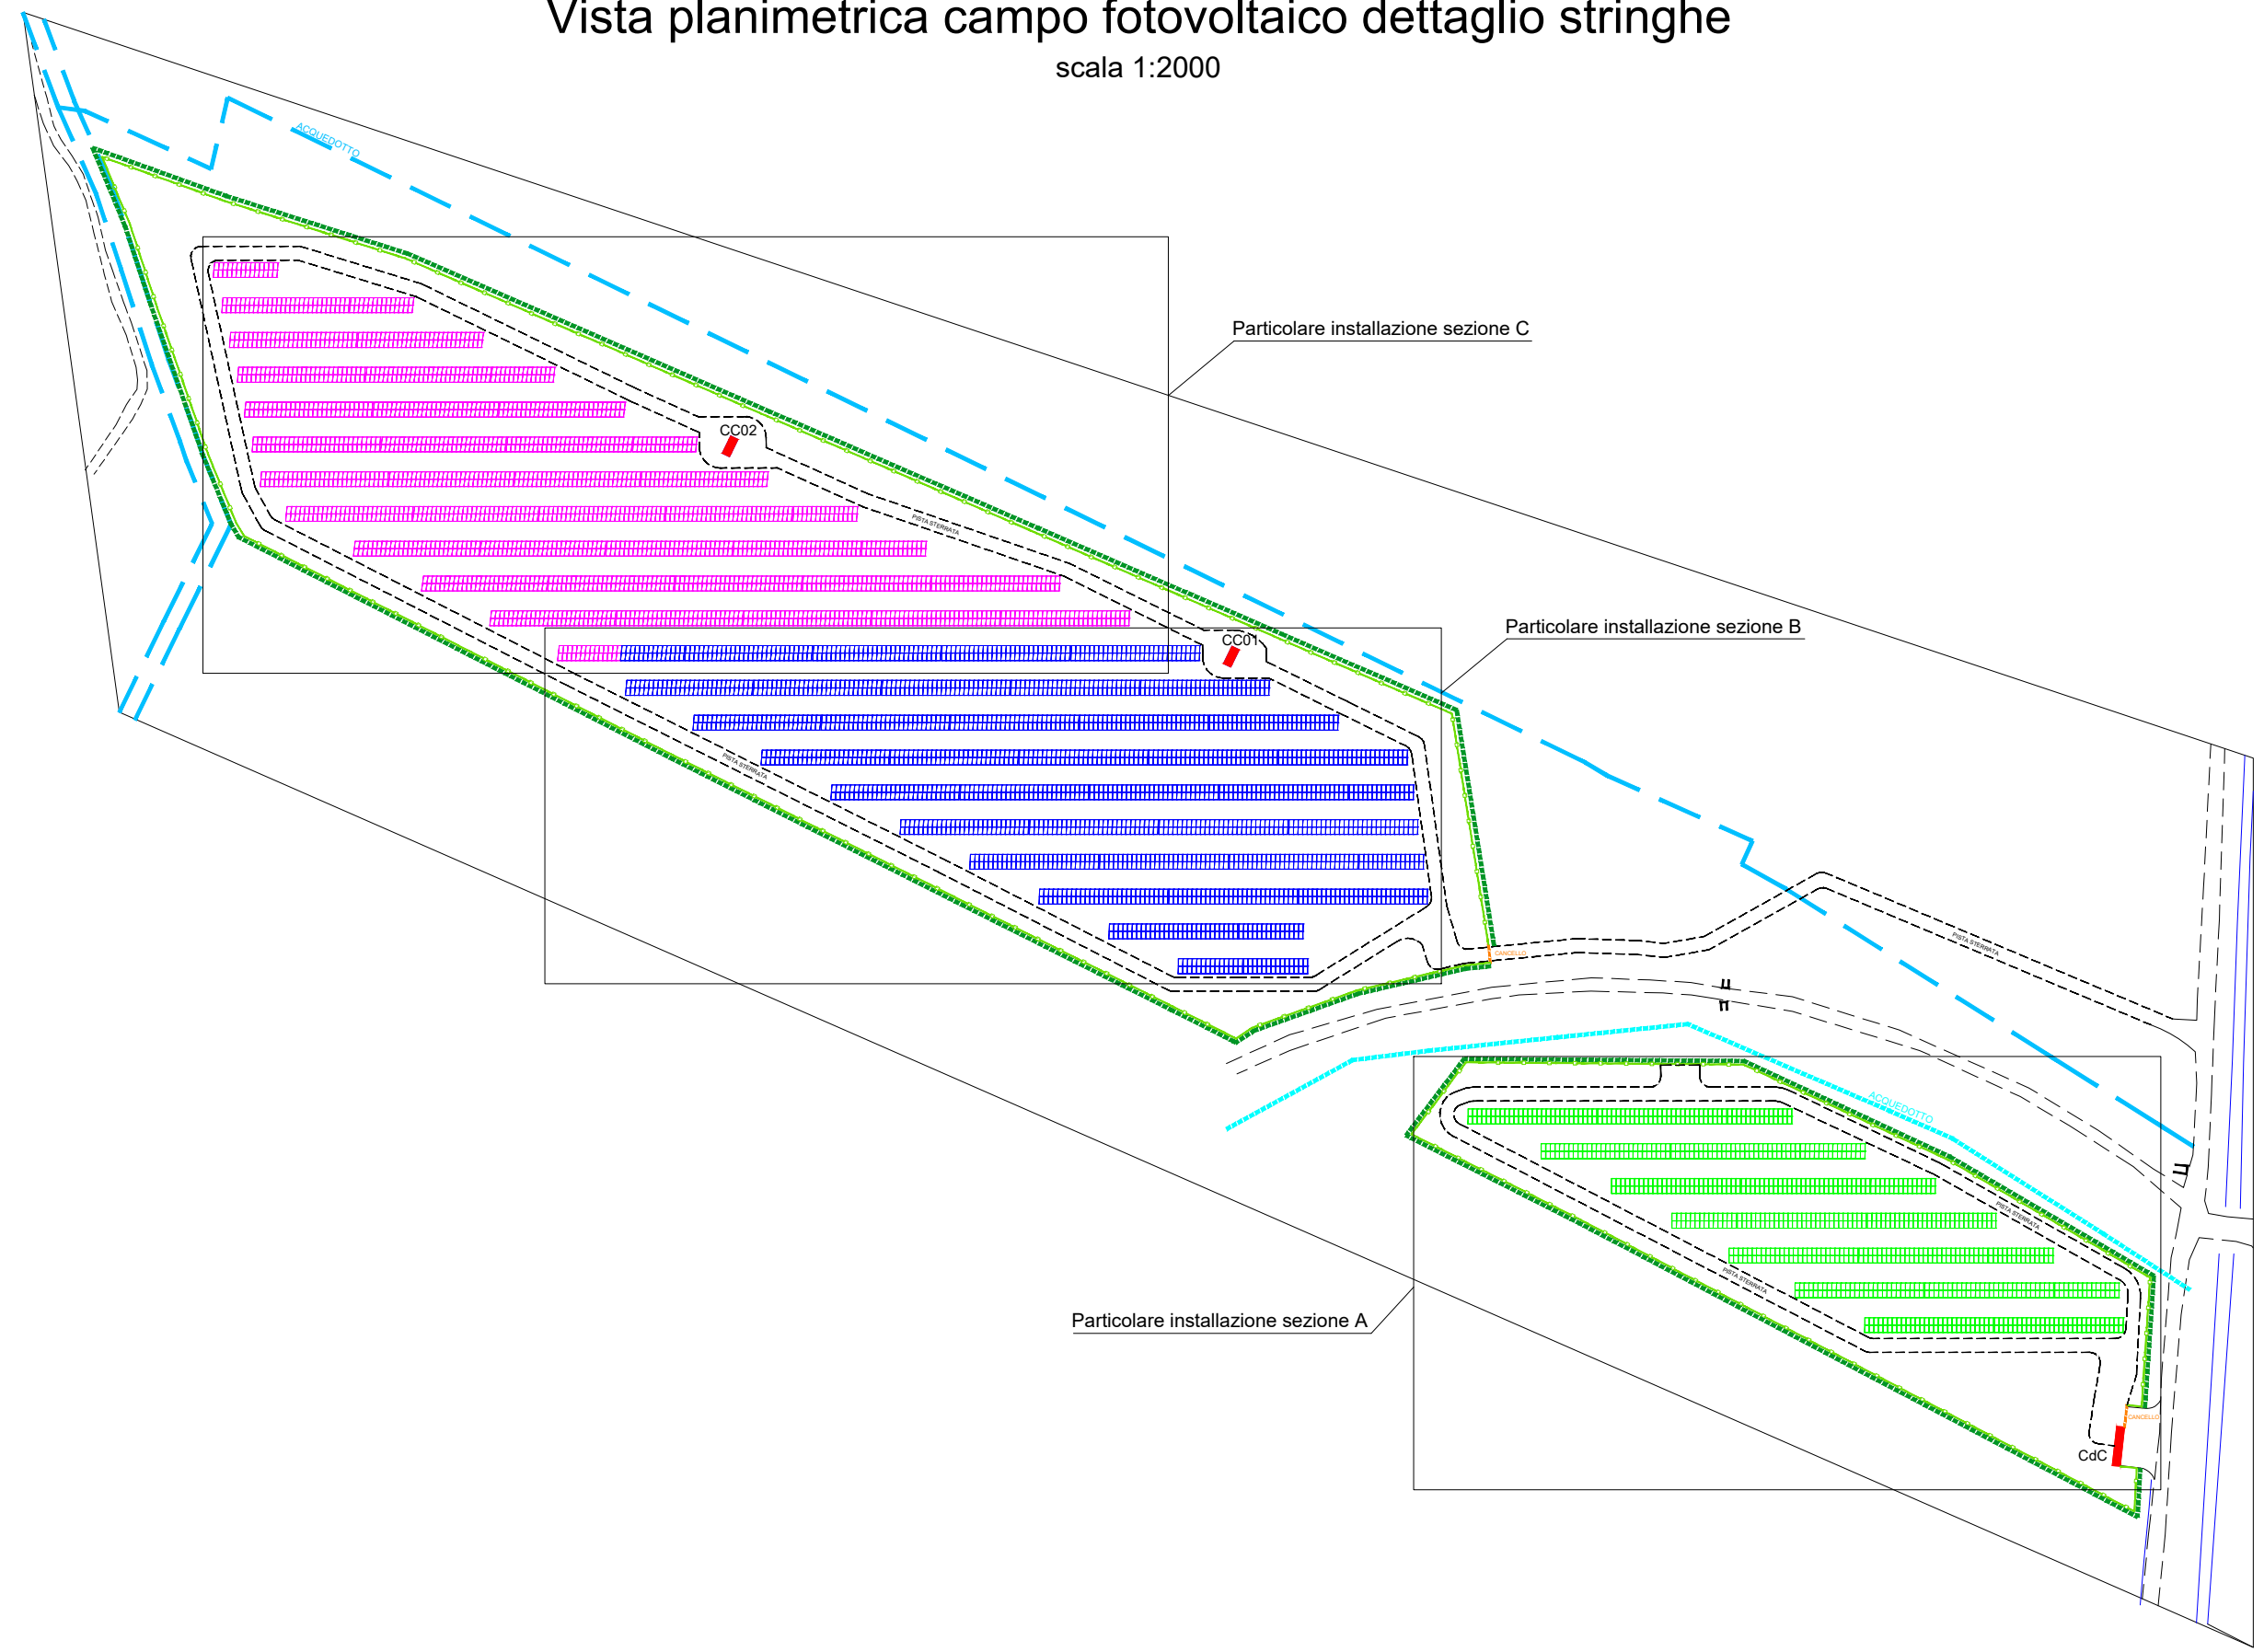 Vista planimetrica campo fotovoltaico dettaglio stringhe
scala 1:2000
ACQUEDOTTO
Particolare installazione sezione C
CC02
PISTA STERRATA
Particolare installazione sezione B
CC01
PISTA STERRATA
CANCELLO
PISTA STERRATA
ACQUEDOTTO
PISTA STERRATA
PISTA STERRATA
Particolare installazione sezione A
CANCELLO
CdC